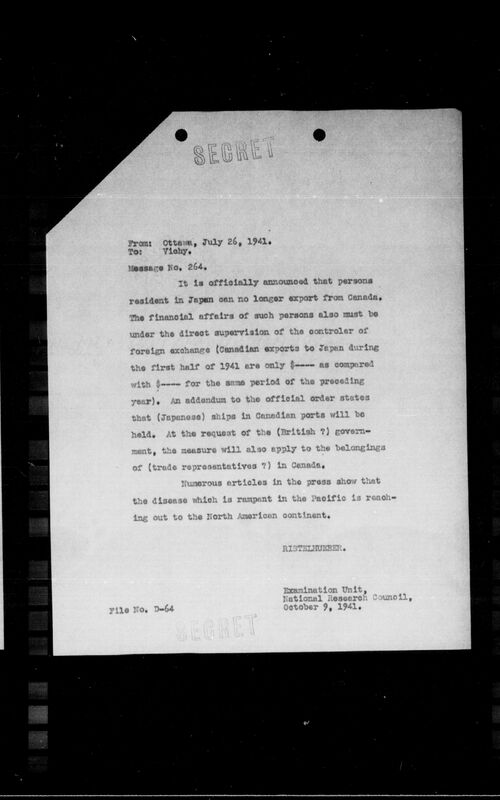 SECRET
From: Ottawa, July 26, 1941.
To: Vichy.
Message No. 264.
It is officially announced that persons
resident in Japan can no longer export from Canada.
The financial affairs of such persons also must be
under the direct supervision of the controler of
foreign exchange (Canadian exports to Japan during
the first half of 1941 are only $---- as compared
with $---- for the same period of the preceding
year). An addendum to the official order states
that (Japanese) ships in Canadian ports will be
held. At the request of the (British ?) govern-
ment, the measure will also apply to the belongings
of (trade representatives ?) in Canada.
Numerous articles in the press show that
the disease which is rampant in the Pacific is reach-
ing out to the North American continent.
RISTELHUEBER.
Examination Unit,
National Research Council,
October 9, 1941.
File No. D-64
SECRET